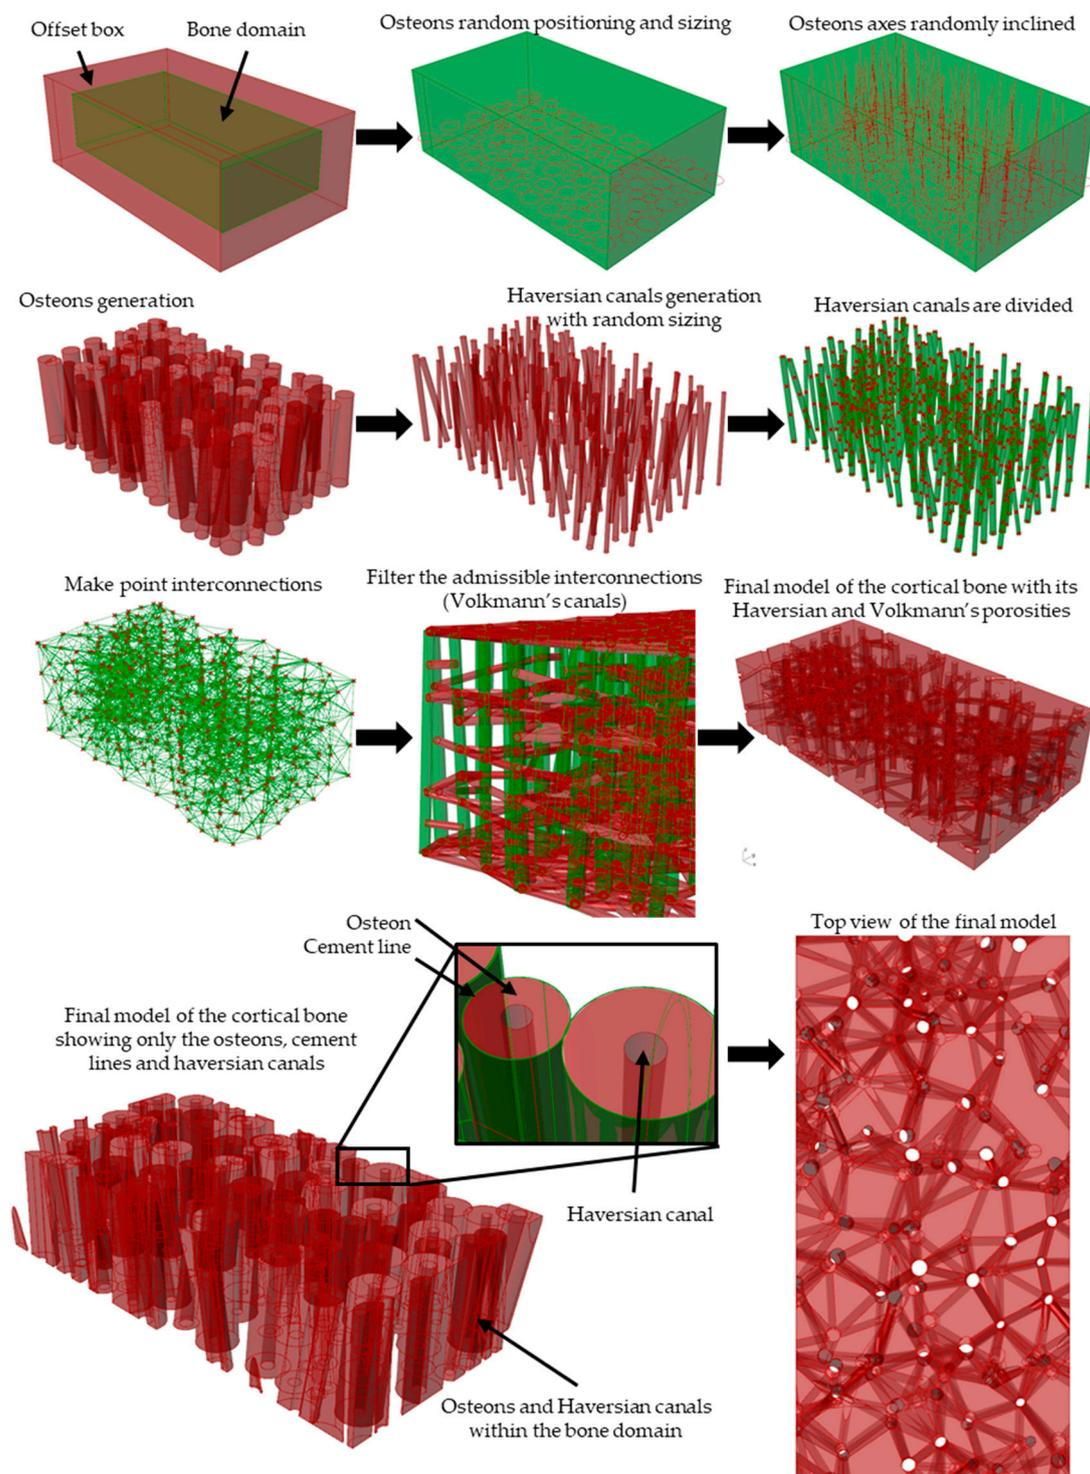 Offset box
Bone domain
Osteons random positioning and sizing
Osteons axes randomly inclined
Osteons generation
Haversian canals generation
with random sizing
Haversian canals are divided
Make point interconnections
Filter the admissible interconnections
(Volkmann's canals)
Final model of the cortical bone with its
Haversian and Volkmann's porosities
Osteon
Cement line
Final model of the cortical bone
showing only the osteons, cement
lines and haversian canals
Haversian canal
Osteons and Haversian canals
within the bone domain
Top view of the final model